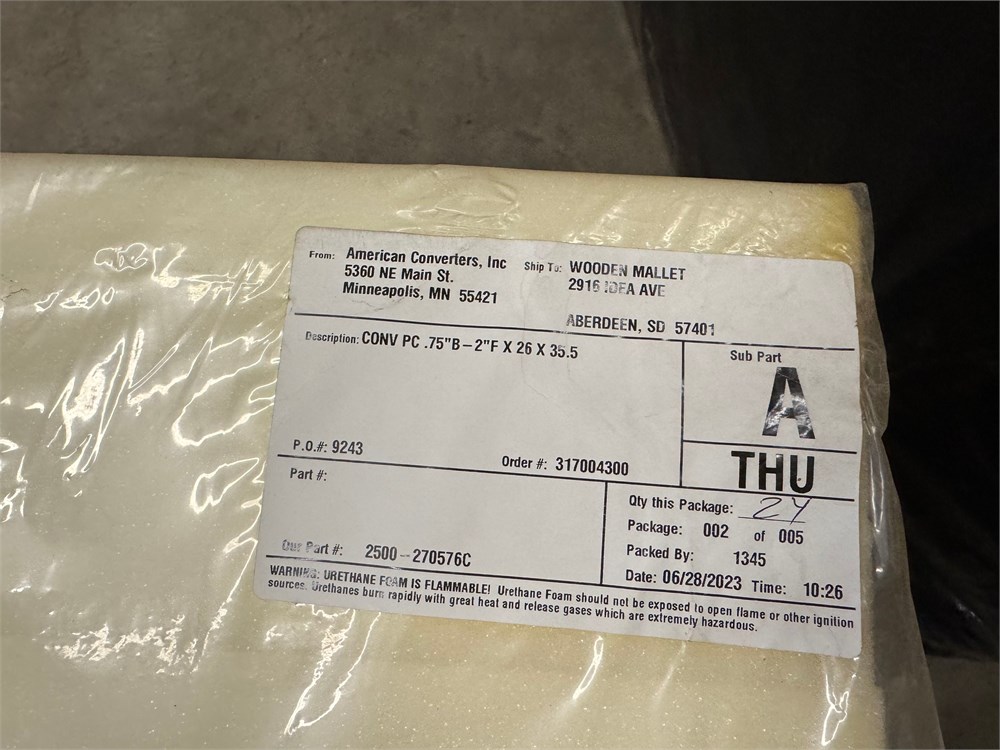 From: American Converters, Inc
5360 NE Main St.
Minneapolis, MN 55421
Ship To: WOODEN MALLET
2916 IDEA AVE
ABERDEEN, SD 57401
Description: CONV PC .75"B-2"F X 26 X 35.5
P.O.#: 9243
Order #: 317004300
Sub Part
A
THU
Part #:
Our Part #: 2500-270576C
Qty this Package: 24
Package: 002 of 005
Packed By: 1345
Date: 06/28/2023 Time: 10:26
WARNING: URETHANE FOAM IS FLAMMABLE! Urethane Foam should not be exposed to open flame or other ignition
sources. Urethanes burn rapidly with great heat and release gases which are extremely hazardous.